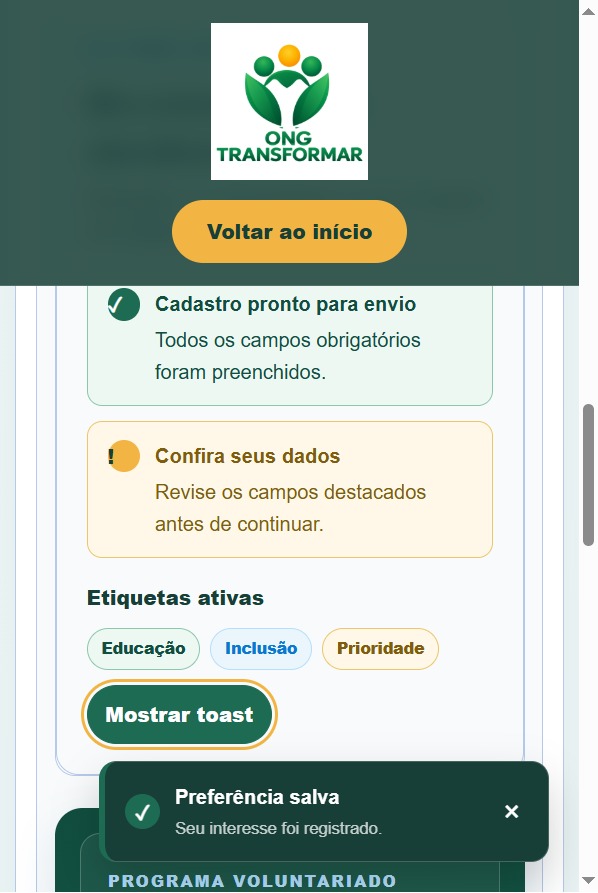 ONG
TRANSFORMAR
Voltar ao início
✓ Cadastro pronto para envio
Todos os campos obrigatórios
foram preenchidos.
! Confira seus dados
Revise os campos destacados
antes de continuar.
Etiquetas ativas
Educação Inclusão Prioridade
Mostrar toast
✓ Preferência salva ×
Seu interesse foi registrado.
PROGRAMA VOLUNTARIADO